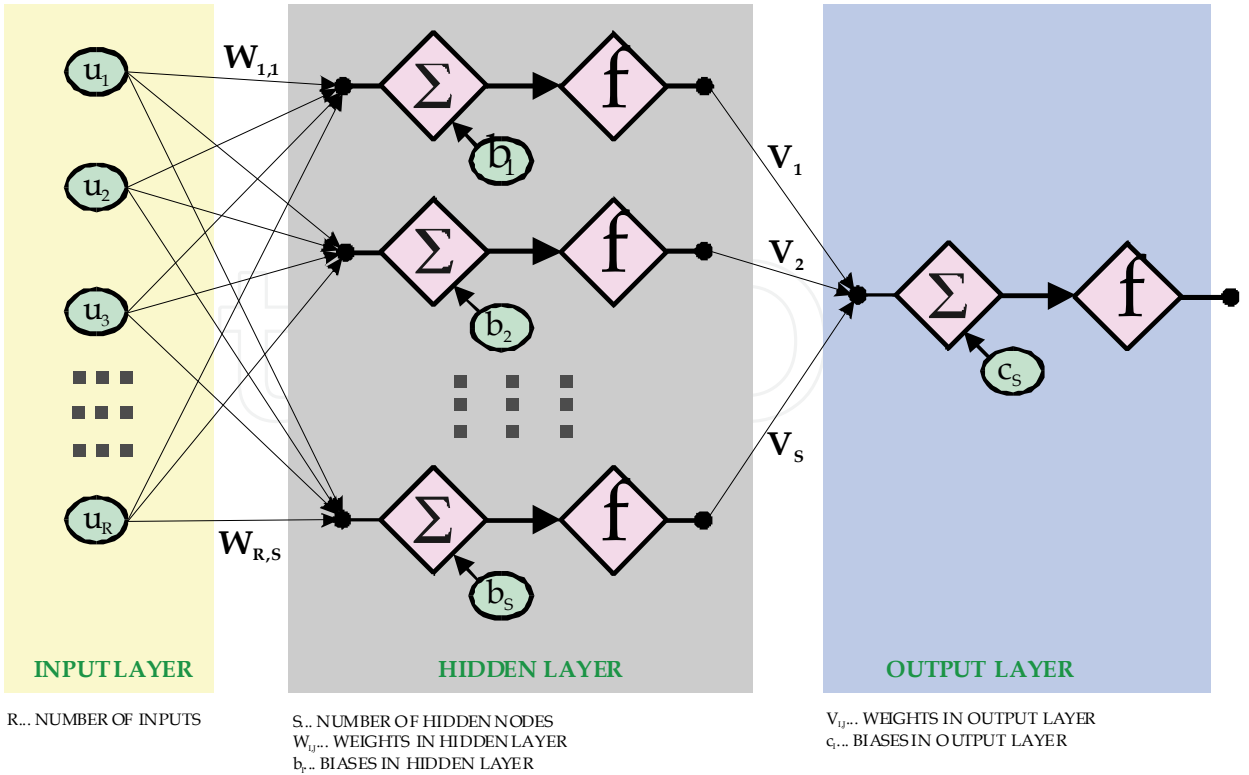 u1
W1,1
Σ
f
b1
V1
u2
Σ
f
V2
b2
u3
Σ
f
cS
VS
uR
WR,S
Σ
f
bS
INPUT LAYER
HIDDEN LAYER
OUTPUT LAYER
R... NUMBER OF INPUTS
S... NUMBER OF HIDDEN NODES
Wi,j... WEIGHTS IN HIDDEN LAYER
bi... BIASES IN HIDDEN LAYER
Vi,j... WEIGHTS IN OUTPUT LAYER
ci... BIASES IN OUTPUT LAYER